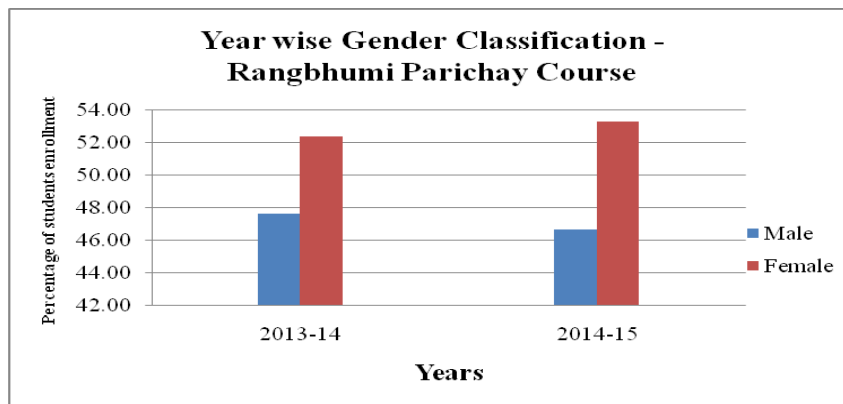 Year wise Gender Classification -
Rangbhumi Parichay Course
Percentage of students enrollment
54.00
52.00
50.00
48.00
46.00
44.00
42.00
Male
Female
2013-14
2014-15
Years